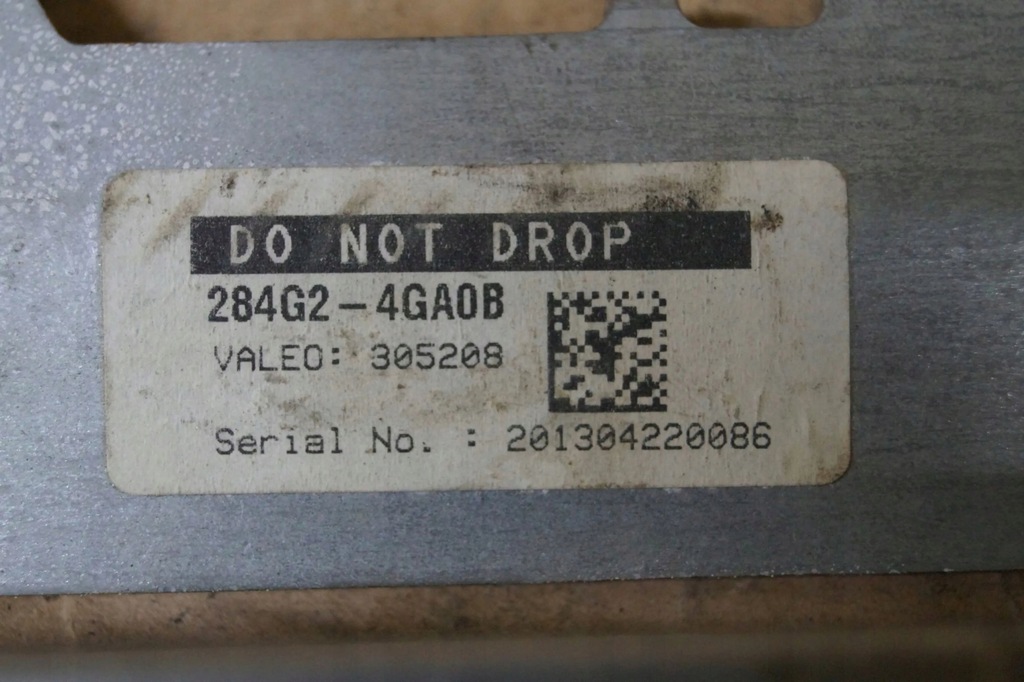 DO NOT DROP
284G2-4GA0B
VALEO: 305208
Serial No. : 201304220086